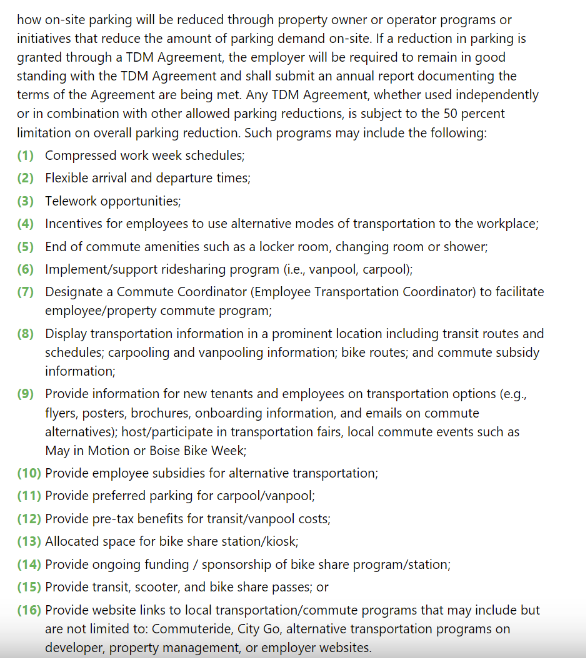 how on-site parking will be reduced through property owner or operator programs or
initiatives that reduce the amount of parking demand on-site. If a reduction in parking is
granted through a TDM Agreement, the employer will be required to remain in good
standing with the TDM Agreement and shall submit an annual report documenting the
terms of the Agreement are being met. Any TDM Agreement, whether used independently
or in combination with other allowed parking reductions, is subject to the 50 percent
limitation on overall parking reduction. Such programs may include the following:
(1) Compressed work week schedules;
(2) Flexible arrival and departure times;
(3) Telework opportunities;
(4) Incentives for employees to use alternative modes of transportation to the workplace;
(5) End of commute amenities such as a locker room, changing room or shower;
(6) Implement/support ridesharing program (i.e., vanpool, carpool);
(7) Designate a Commute Coordinator (Employee Transportation Coordinator) to facilitate
employee/property commute program;
(8) Display transportation information in a prominent location including transit routes and
schedules; carpooling and vanpooling information; bike routes; and commute subsidy
information;
(9) Provide information for new tenants and employees on transportation options (e.g.,
flyers, posters, brochures, onboarding information, and emails on commute
alternatives); host/participate in transportation fairs, local commute events such as
May in Motion or Boise Bike Week;
(10) Provide employee subsidies for alternative transportation;
(11) Provide preferred parking for carpool/vanpool;
(12) Provide pre-tax benefits for transit/vanpool costs;
(13) Allocated space for bike share station/kiosk;
(14) Provide ongoing funding / sponsorship of bike share program/station;
(15) Provide transit, scooter, and bike share passes; or
(16) Provide website links to local transportation/commute programs that may include but
are not limited to: Commuteride, City Go, alternative transportation programs on
developer, property management, or employer websites.